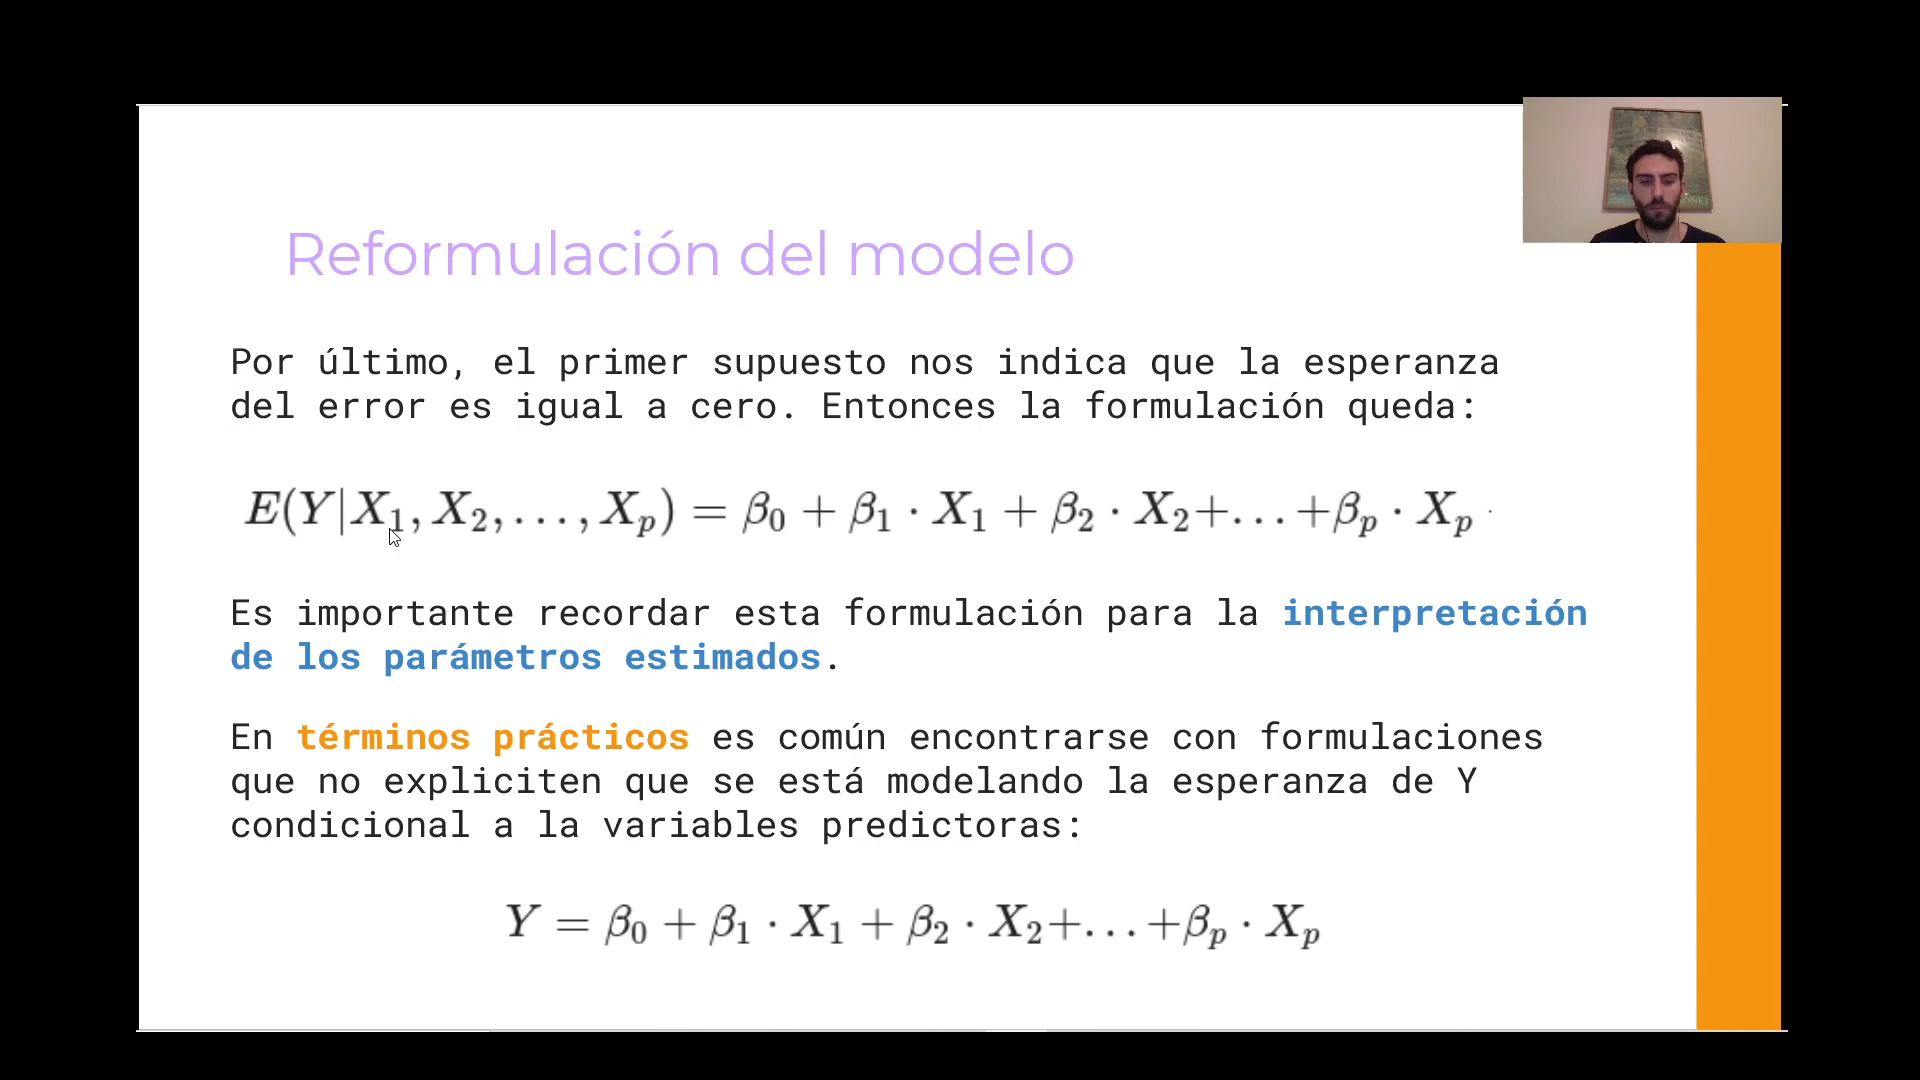 Reformulación del modelo
Por último, el primer supuesto nos indica que la esperanza
del error es igual a cero. Entonces la formulación queda:
E(Y|X₁, X₂, . . . , Xₚ) = β₀ + β₁ · X₁ + β₂ · X₂+. . . +βₚ · Xₚ
Es importante recordar esta formulación para la interpretación
de los parámetros estimados.
En términos prácticos es común encontrarse con formulaciones
que no expliciten que se está modelando la esperanza de Y
condicional a la variables predictoras:
Y = β₀ + β₁ · X₁ + β₂ · X₂+. . . +βₚ · Xₚ